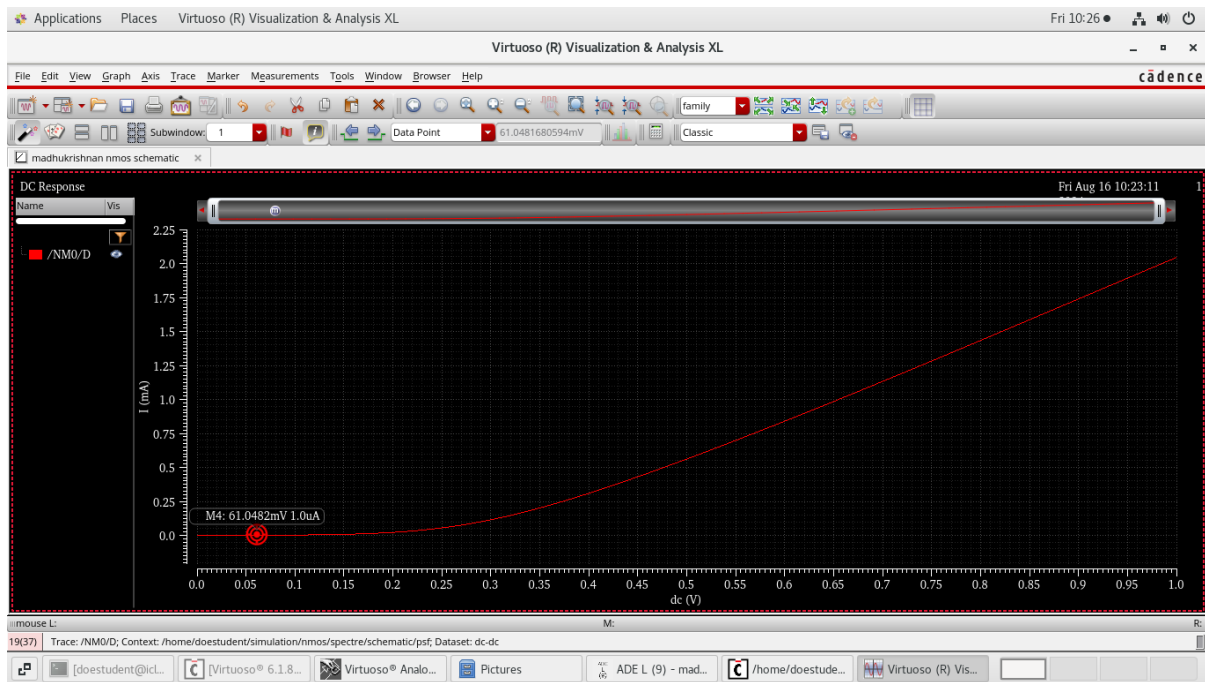 Applications Places Virtuoso (R) Visualization & Analysis XL Fri 10:26
Virtuoso (R) Visualization & Analysis XL
File Edit View Graph Axis Trace Marker Measurements Tools Window Browser Help cādence
family
Subwindow: 1 Data Point 61.0481680594mV Classic
madhukrishnan nmos schematic
DC Response Fri Aug 16 10:23:11 1
Name Vis
/NM0/D
2.25
2.0
1.75
1.5
1.25
1.0
0.75
0.5
0.25
0.0
I (mA)
M4: 61.0482mV 1.0uA
0.0 0.05 0.1 0.15 0.2 0.25 0.3 0.35 0.4 0.45 0.5 0.55 0.6 0.65 0.7 0.75 0.8 0.85 0.9 0.95 1.0
dc (V)
mouse L: M: R:
19(37) Trace: /NM0/D; Context: /home/doestudent/simulation/nmos/spectre/schematic/psf; Dataset: dc-dc
[doestudent@icl... [Virtuoso® 6.1.8... Virtuoso® Analo... Pictures ADE L (9) - mad... /home/doestude... Virtuoso (R) Vis...